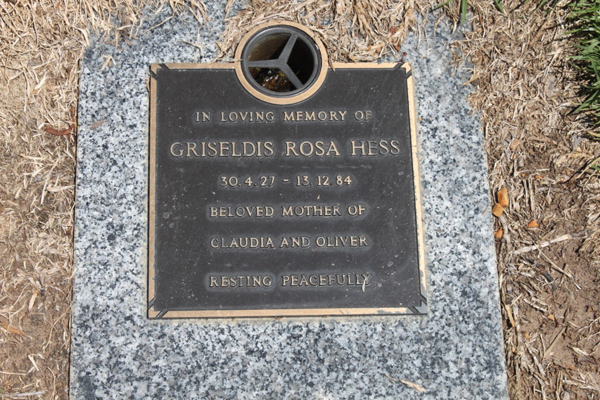 IN LOVING MEMORY OF
GRISELDIS ROSA HESS
30.4.27 - 13.12.84
BELOVED MOTHER OF
CLAUDIA AND OLIVER
RESTING PEACEFULLY